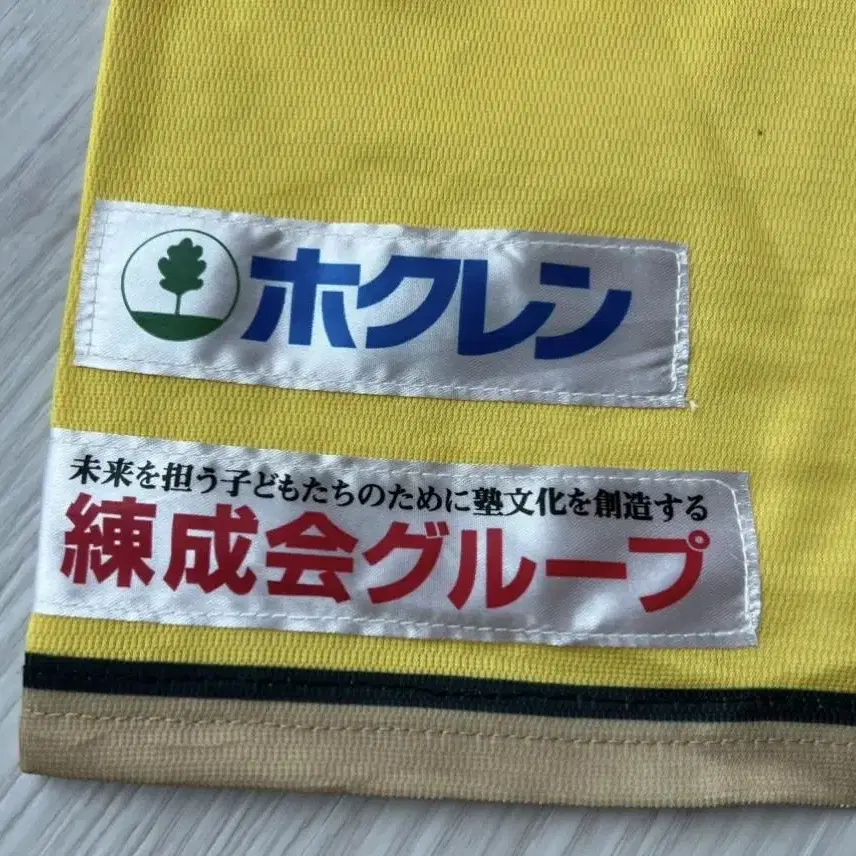 ホクレン
未来を担う子どもたちのために塾文化を創造する
練成会グループ